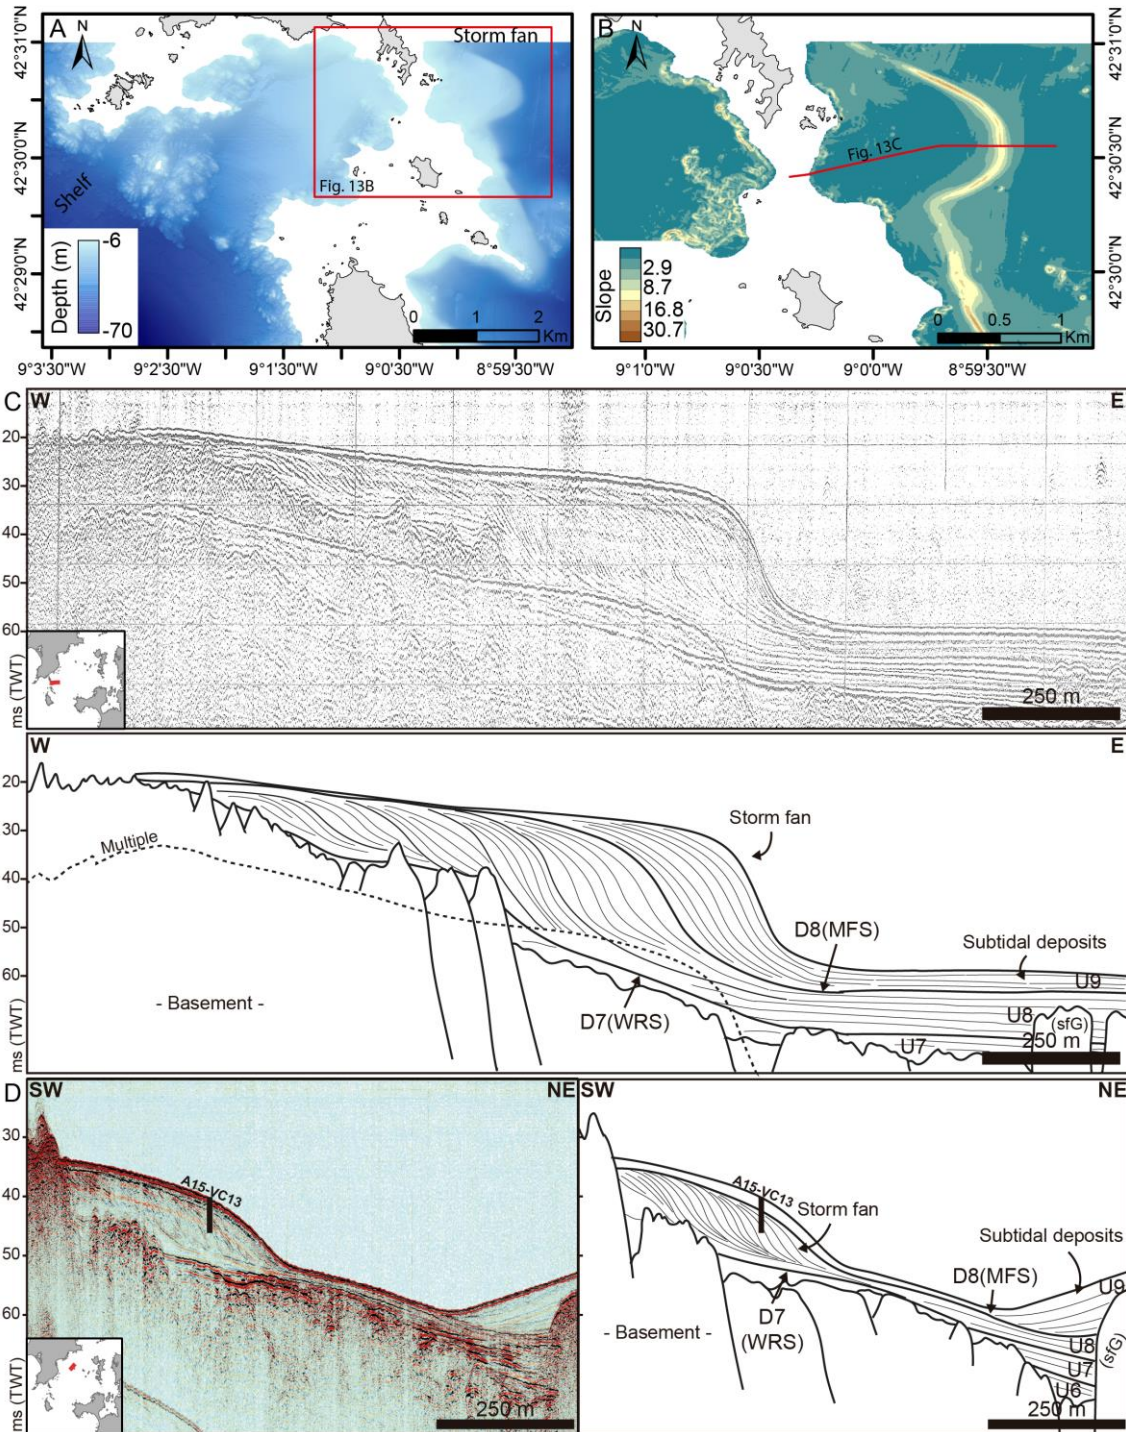 A
N
Storm fan
Fig. 13B
Shelf
Depth (m)
-6
-70
0 1 2
Km
42°31'0"N
42°30'0"N
42°29'0"N
9°3'30"W 9°2'30"W 9°1'30"W 9°0'30"W 8°59'30"W
B
N
Fig. 13C
Slope
2.9
8.7
16.8´
30.7
0 0.5 1
Km
42°31'0"N
42°30'30"N
42°30'0"N
9°1'0"W 9°0'30"W 9°0'0"W 8°59'30"W
C
W
E
20
30
40
50
60
ms (TWT)
250 m
W
E
20
30
40
50
60
ms (TWT)
Multiple
Storm fan
D8(MFS)
Subtidal deposits
U9
- Basement -
D7(WRS)
U8
(sfG)
U7
250 m
D
SW
NE
30
40
50
60
ms (TWT)
A15-VC13
250 m
SW
NE
A15-VC13
Storm fan
Subtidal deposits
D8(MFS)
U9
- Basement -
D7
(WRS)
U8
(sfG)
U7
U6
250 m